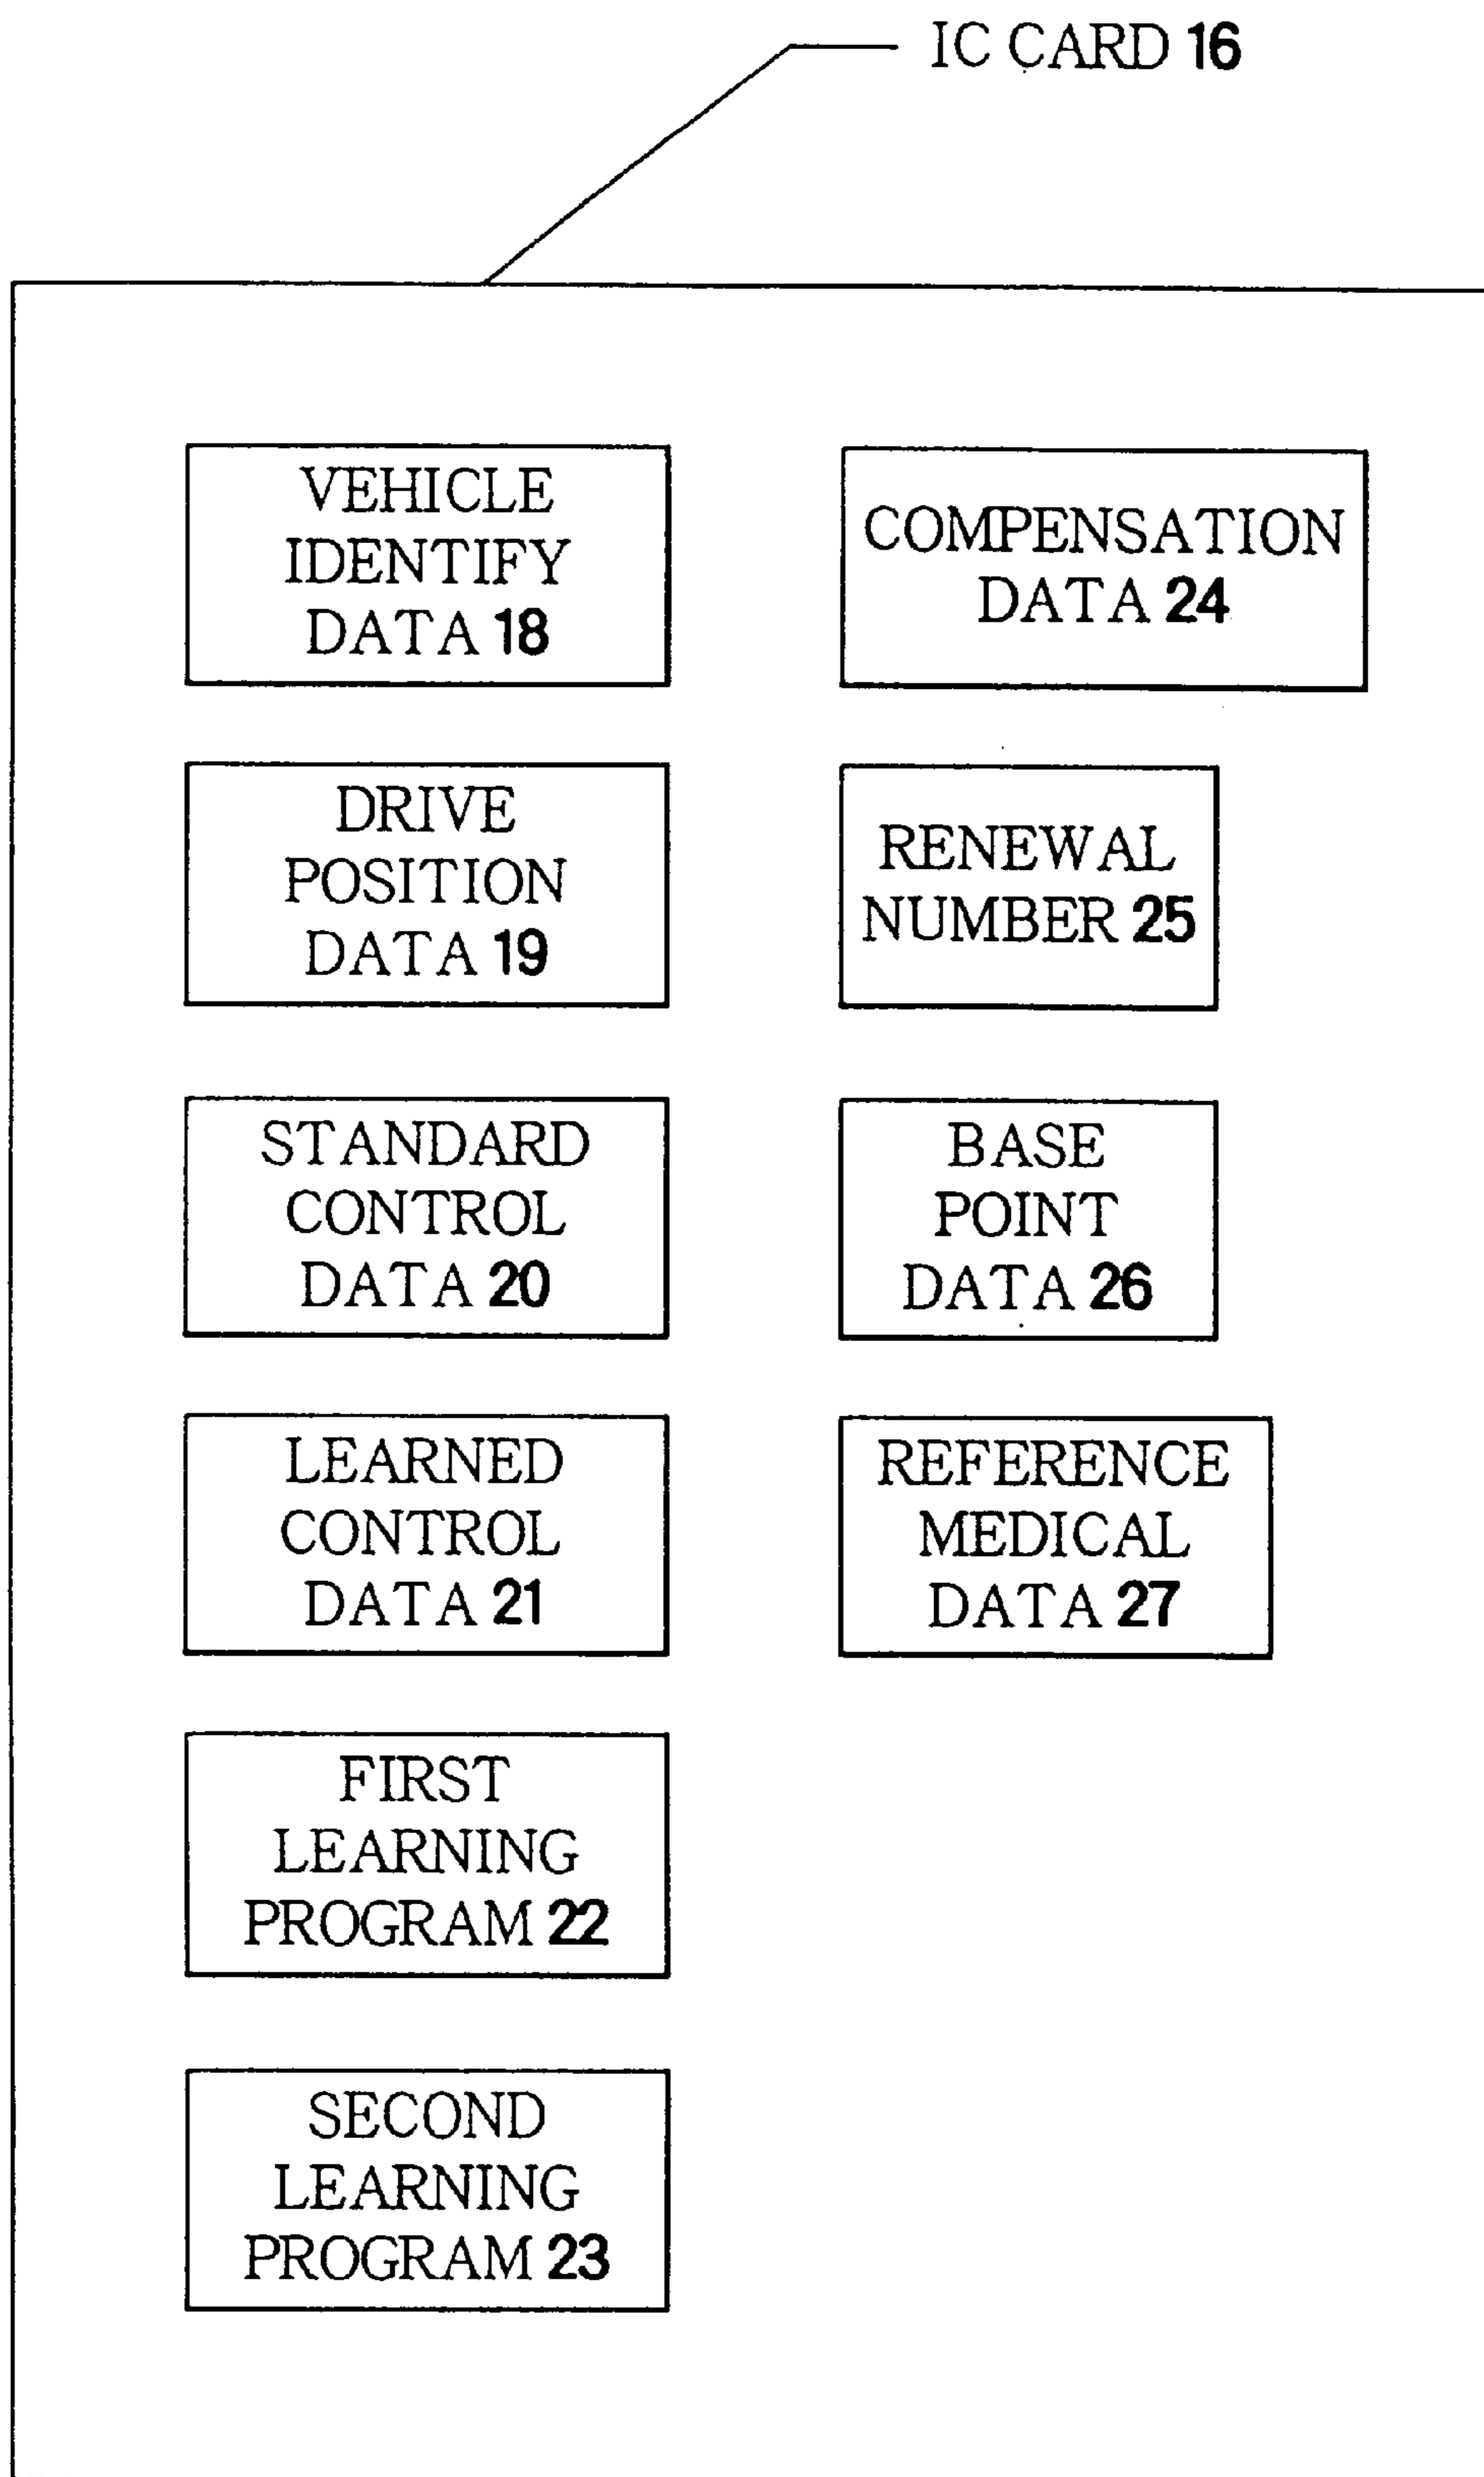 IC CARD 16
VEHICLE
IDENTIFY
DATA 18
DRIVE
POSITION
DATA 19
STANDARD
CONTROL
DATA 20
LEARNED
CONTROL
DATA 21
FIRST
LEARNING
PROGRAM 22
SECOND
LEARNING
PROGRAM 23
COMPENSATION
DATA 24
RENEWAL
NUMBER 25
BASE
POINT
DATA 26
REFERENCE
MEDICAL
DATA 27